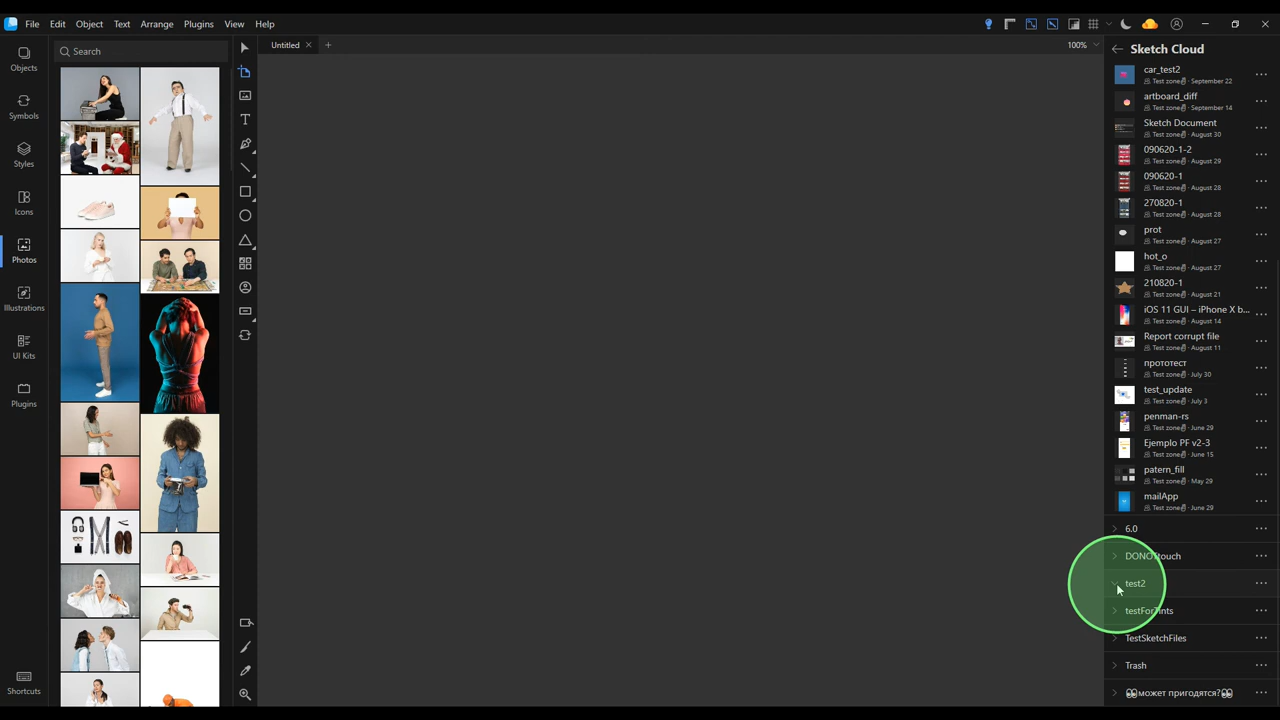 File Edit Object Text Arrange Plugins View Help
Objects
Symbols
Styles
Icons
Photos
Illustrations
UI Kits
Plugins
Shortcuts
Search
Untitled
100%
Sketch Cloud
car_test2
Test zone · September 22
artboard_diff
Test zone · September 14
Sketch Document
Test zone · August 30
090620-1-2
Test zone · August 29
090620-1
Test zone · August 28
270820-1
Test zone · August 28
prot
Test zone · August 27
hot_o
Test zone · August 27
210820-1
Test zone · August 21
iOS 11 GUI – iPhone X b...
Test zone · August 14
Report corrupt file
Test zone · August 11
прототест
Test zone · July 30
test_update
Test zone · July 3
penman-rs
Test zone · June 29
Ejemplo PF v2-3
Test zone · June 15
patern_fill
Test zone · May 29
mailApp
Test zone · June 29
6.0
test2
TestSketchFiles
Trash
может пригодятся?